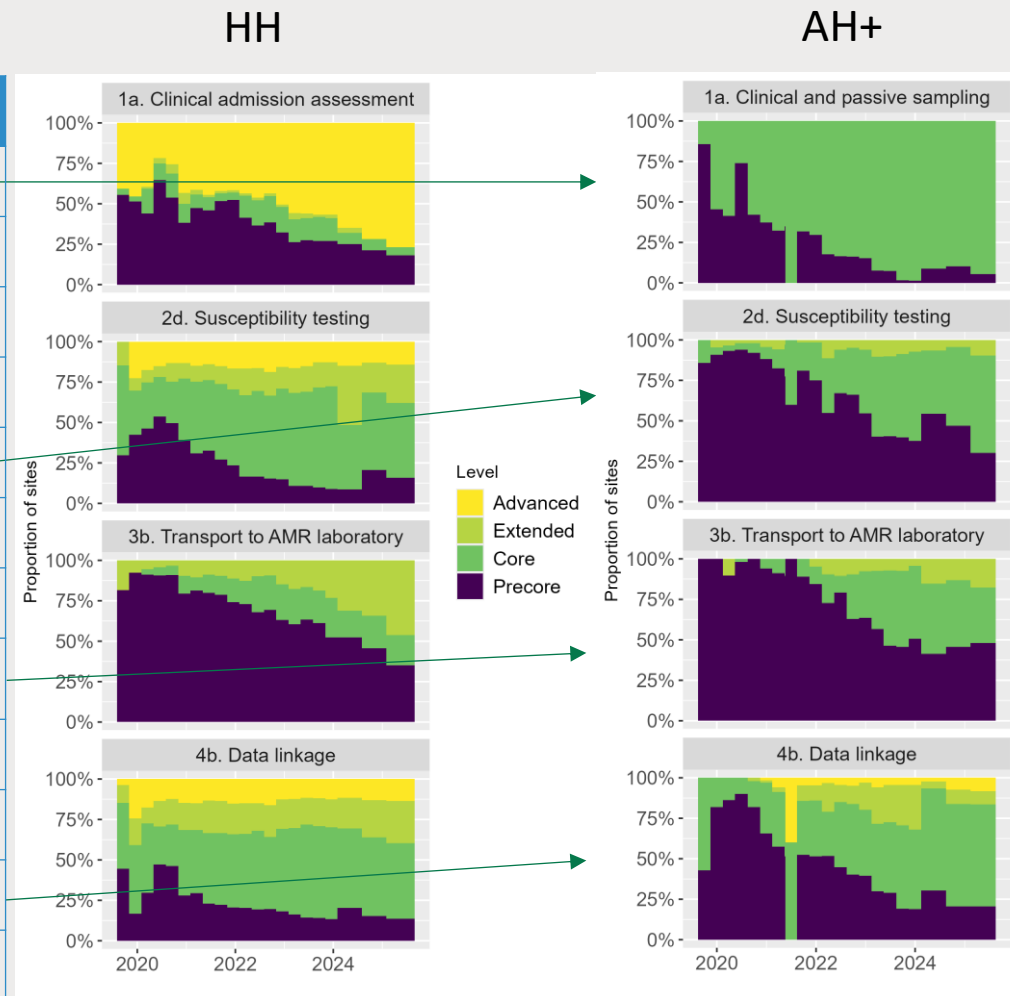 HH
AH+
1a. Clinical admission assessment
100%
75%
50%
25%
0%
2d. Susceptibility testing
100%
75%
50%
25%
0%
3b. Transport to AMR laboratory
100%
75%
50%
25%
0%
4b. Data linkage
100%
75%
50%
25%
0%
2020 2022 2024
Proportion of sites
Level
Advanced
Extended
Core
Precore
1a. Clinical and passive sampling
100%
75%
50%
25%
0%
2d. Susceptibility testing
100%
75%
50%
25%
0%
3b. Transport to AMR laboratory
100%
75%
50%
25%
0%
4b. Data linkage
100%
75%
50%
25%
0%
2020 2022 2024
Proportion of sites